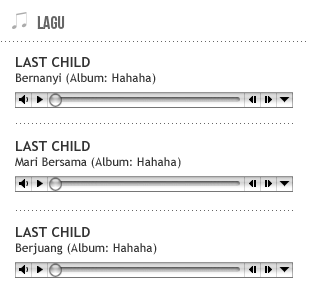 LAGU
LAST CHILD
Bernanyi (Album: Hahaha)
LAST CHILD
Mari Bersama (Album: Hahaha)
LAST CHILD
Berjuang (Album: Hahaha)